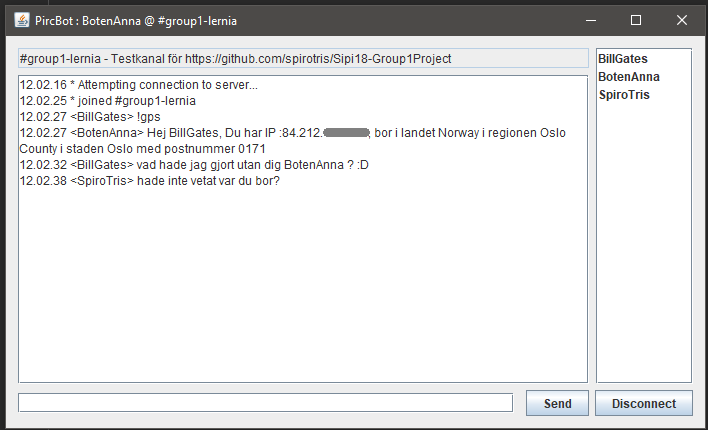 PircBot : BotenAnna @ #group1-lernia
#group1-lernia - Testkanal för https://github.com/spirotris/Sipi18-Group1Project
BillGates
BotenAnna
SpiroTris
12.02.16 * Attempting connection to server...
12.02.25 * joined #group1-lernia
12.02.27 <BillGates> !gps
12.02.27 <BotenAnna> Hej BillGates, Du har IP :84.212. , bor i landet Norway i regionen Oslo
County i staden Oslo med postnummer 0171
12.02.32 <BillGates> vad hade jag gjort utan dig BotenAnna ? :D
12.02.38 <SpiroTris> hade inte vetat var du bor?
Send
Disconnect